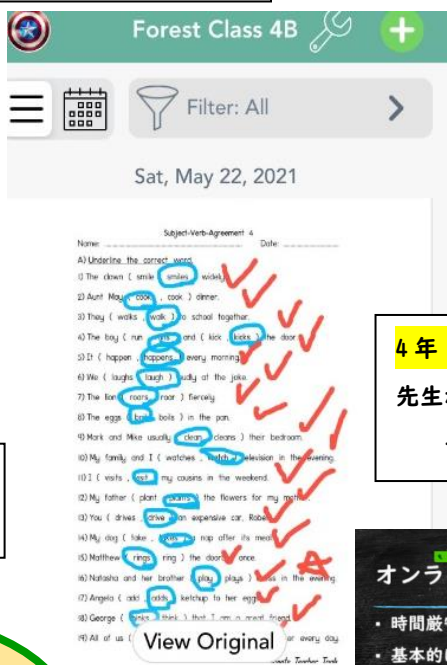 Forest Class 4B
Filter: All
Sat, May 22, 2021
Subject-Verb-Agreement 4
Name: Date:
A) Underline the correct word.
1) The clown ( smile , smiles ) widely.
2) Aunt May ( cooks , cook ) dinner.
3) They ( walks , walk ) to school together.
4) The boy ( run , and ( kick , kicks ) the door.
5) It ( happen , happens ) every morning.
6) We ( laughs , laugh ) loudly at the joke.
7) The lion ( roars , roar ) fiercely.
8) The eggs ( boil , boils ) in the pan.
9) Mark and Mike usually ( clean , cleans ) their bedroom.
10) My family and I ( watches , watch ) television in the evening.
11) I ( visits , visit ) my cousins in the weekend.
12) My father ( plant , plants ) the flowers for my
13) You ( drives , drive ) an expensive car,
14) My dog ( take , takes ) a nap after its meal
15) Matthew ( rings , ring ) the door once.
16) Natasha and her brother ( play , plays ) in the evening.
17) Angela ( add , adds ) ketchup to her egg
18) George ( thinks , think ) that I am a great friend.
19) All of us ( every day.
View Original
4年
先生
オンラ
・時間厳
・基本的